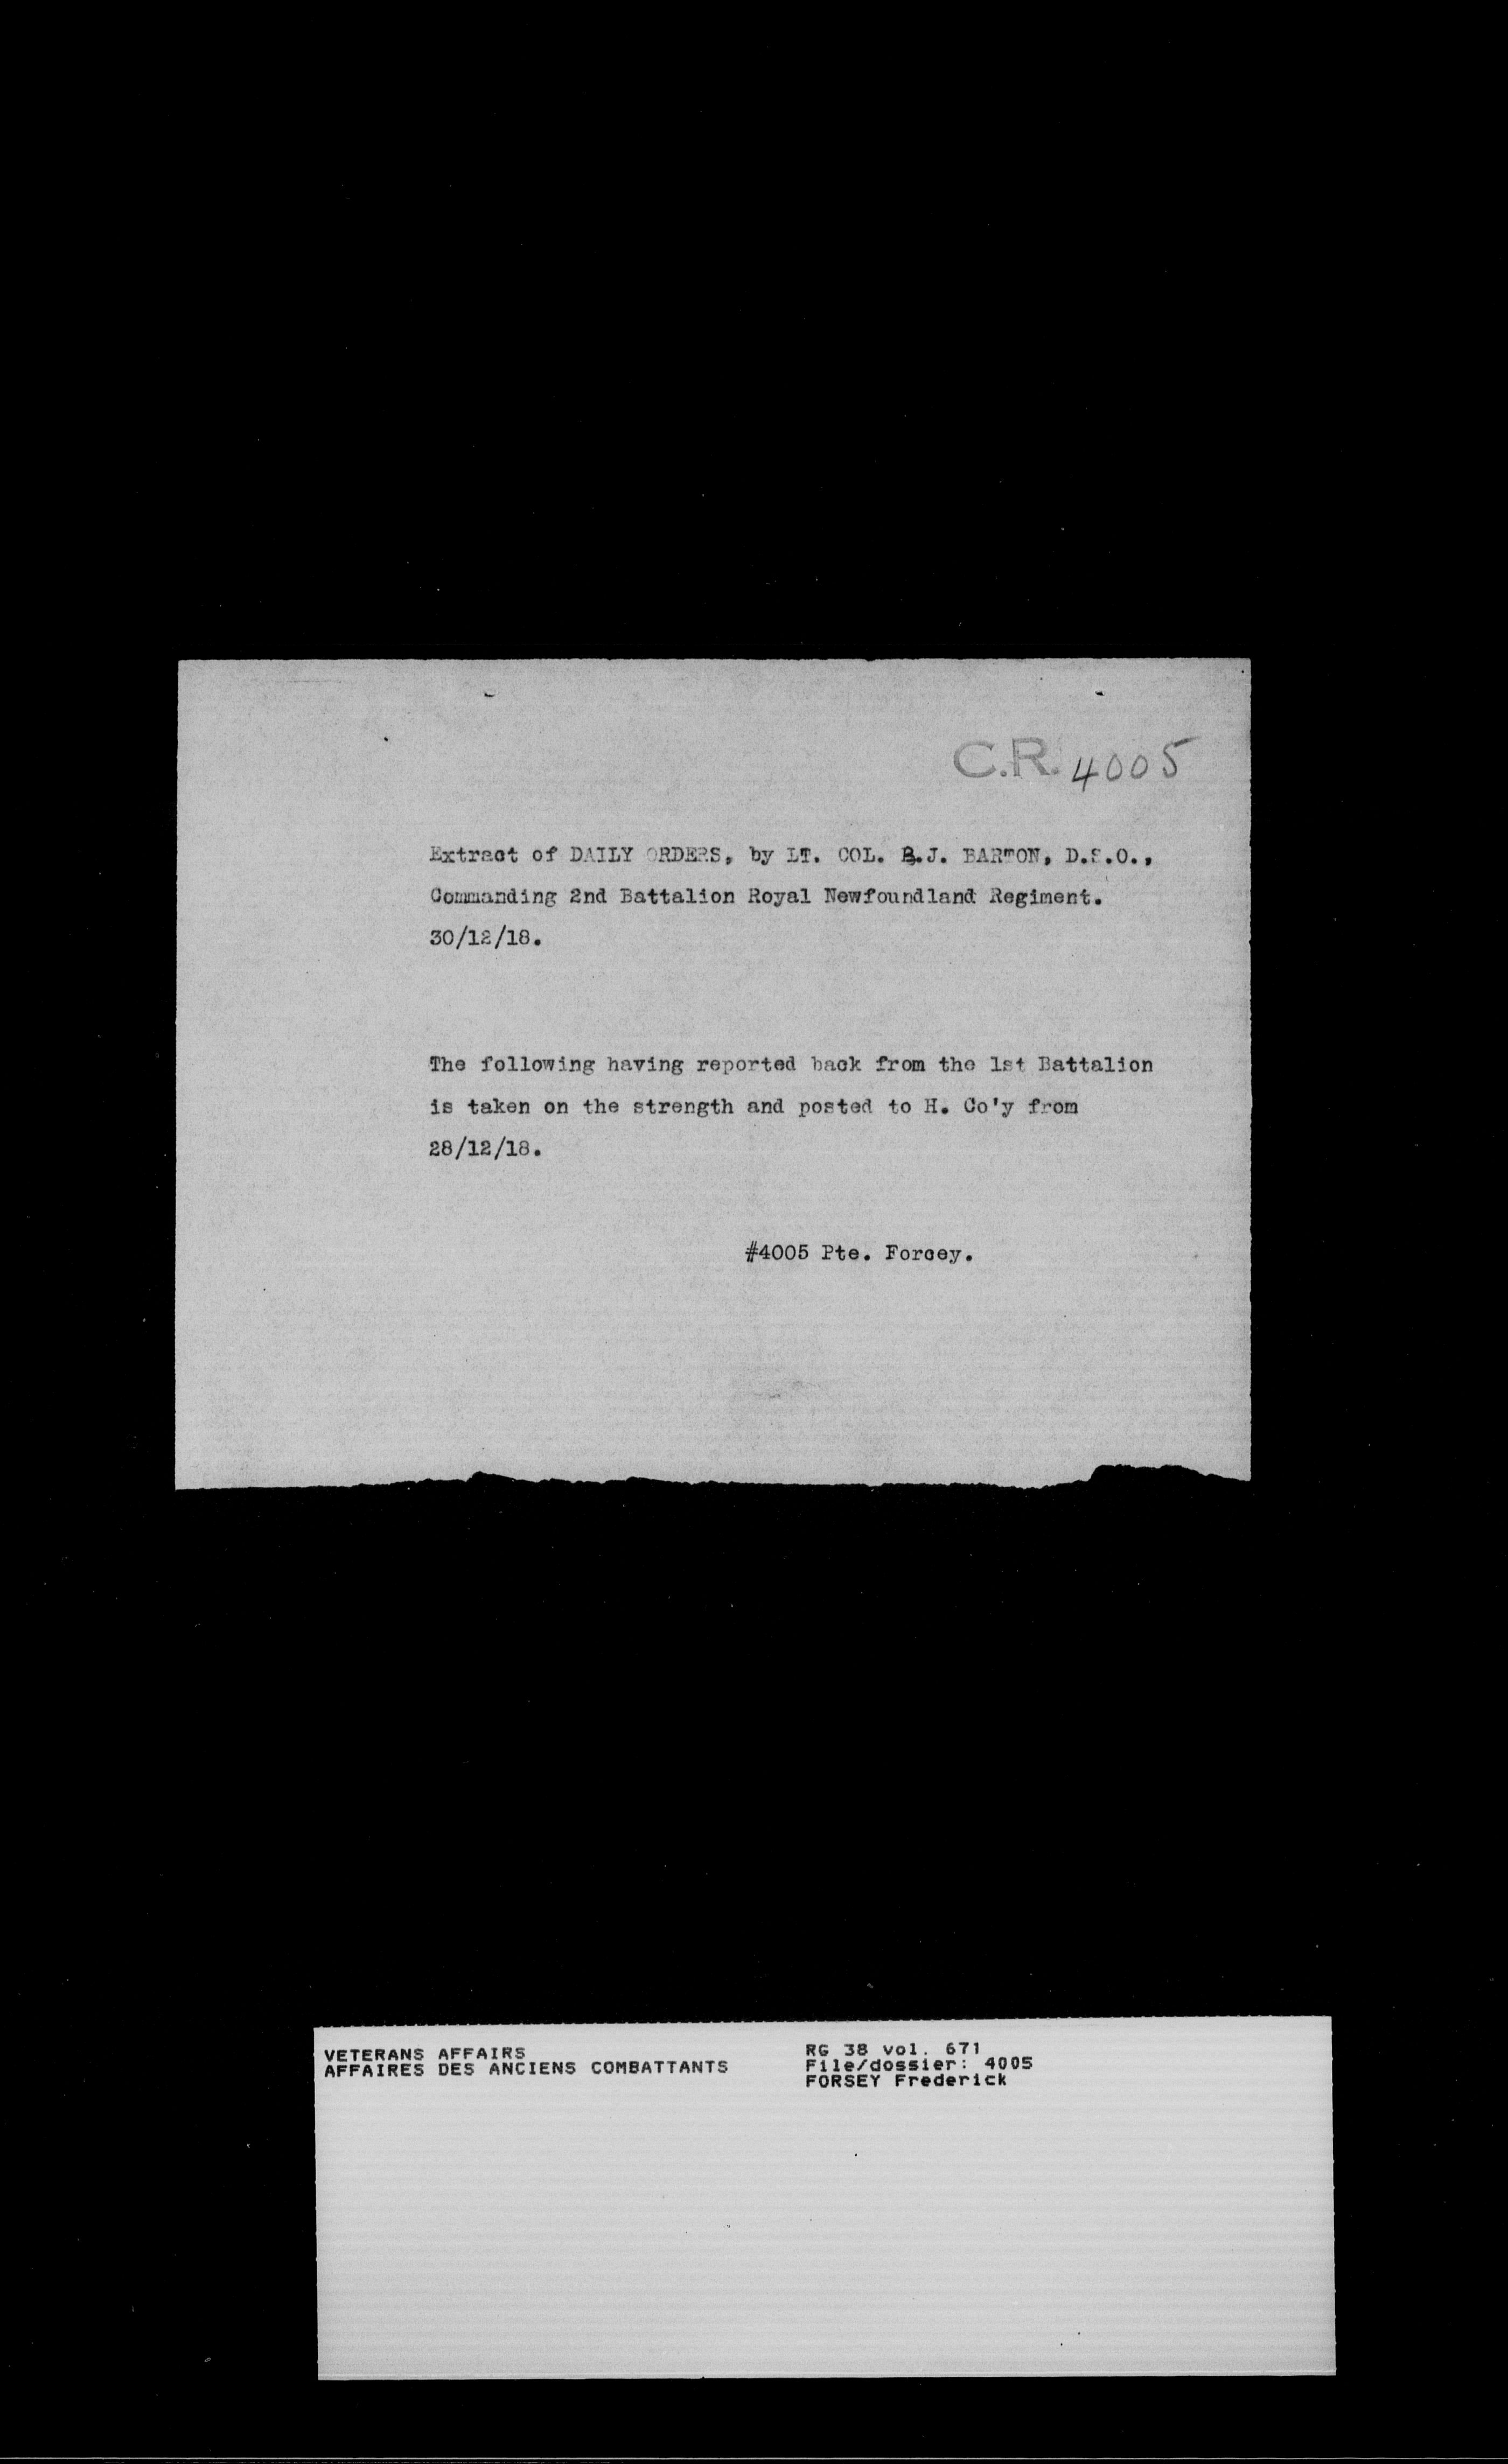 C.R. 4005
Extract of DAILY ORDERS, by LT. COL. B.J. BARTON, D.S.O.,
Commanding 2nd Battalion Royal Newfoundland Regiment.
30/12/18.
The following having reported back from the 1st Battalion
is taken on the strength and posted to H. Co'y from
28/12/18.
#4005 Pte. Forcey.
VETERANS AFFAIRS
AFFAIRES DES ANCIENS COMBATTANTS
RG 38 vol. 671
File/dossier: 4005
FORSEY Frederick